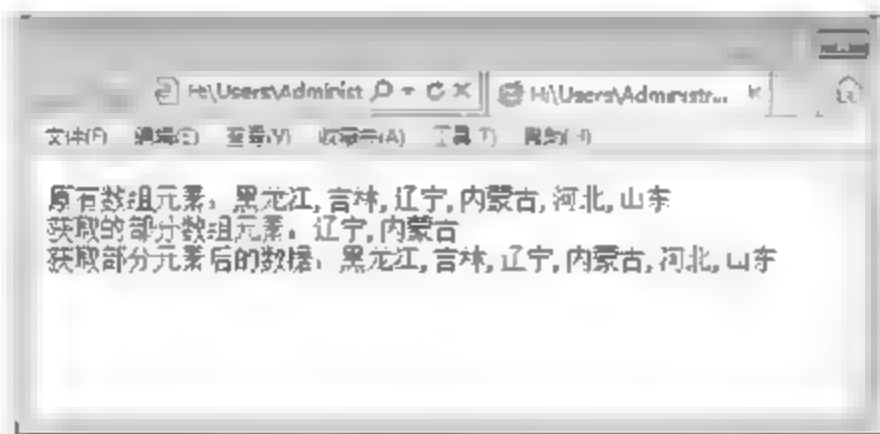 H:\Users\Administ
H:\Users\Administr...
文件(F) 编辑(E) 查看(V) 收藏夹(A) 工具(T) 帮助(H)
原有数组元素：黑龙江,吉林,辽宁,内蒙古,河北,山东
获取的部分数组元素：辽宁,内蒙古
获取部分元素后的数据：黑龙江,吉林,辽宁,内蒙古,河北,山东